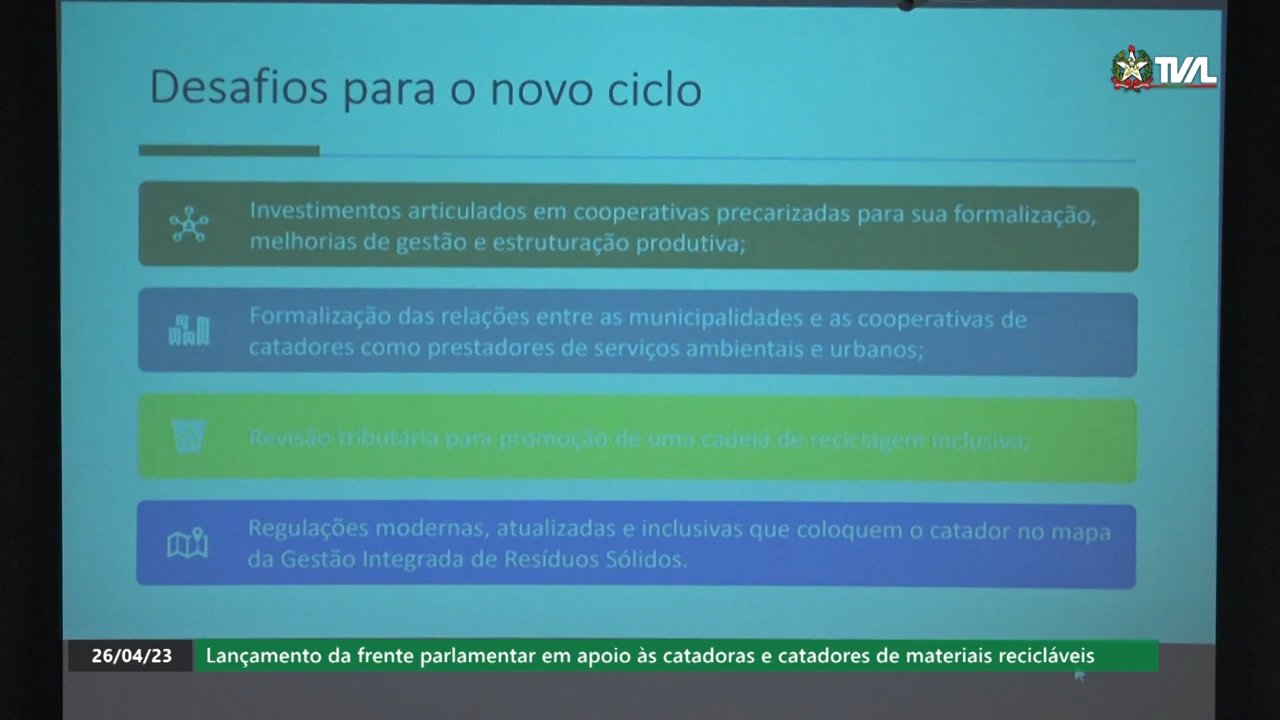 TVAL
Desafios para o novo ciclo
Investimentos articulados em cooperativas precarizadas para sua formalização,
melhorias de gestão e estruturação produtiva;
Formalização das relações entre as municipalidades e as cooperativas de
catadores como prestadores de serviços ambientais e urbanos;
Revisão tributária para promoção de uma cadeia de reciclagem inclusiva;
Regulações modernas, atualizadas e inclusivas que coloquem o catador no mapa
da Gestão Integrada de Resíduos Sólidos.
26/04/23 Lançamento da frente parlamentar em apoio às catadoras e catadores de materiais recicláveis